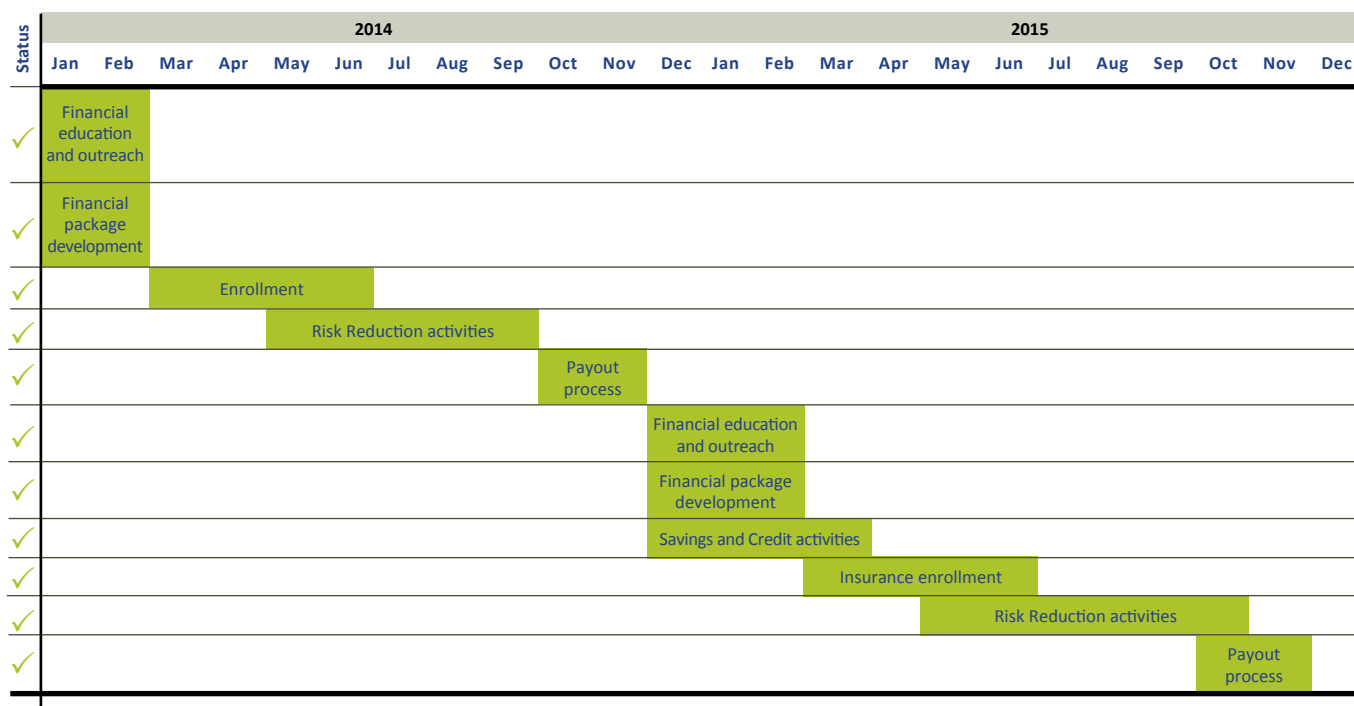 Status
2014 2015
Jan Feb Mar Apr May Jun Jul Aug Sep Oct Nov Dec Jan Feb Mar Apr May Jun Jul Aug Sep Oct Nov Dec
Financial
education
and outreach
Financial
package
development
Enrollment
Risk Reduction activities
Payout
process
Financial education
and outreach
Financial package
development
Savings and Credit activities
Insurance enrollment
Risk Reduction activities
Payout
process